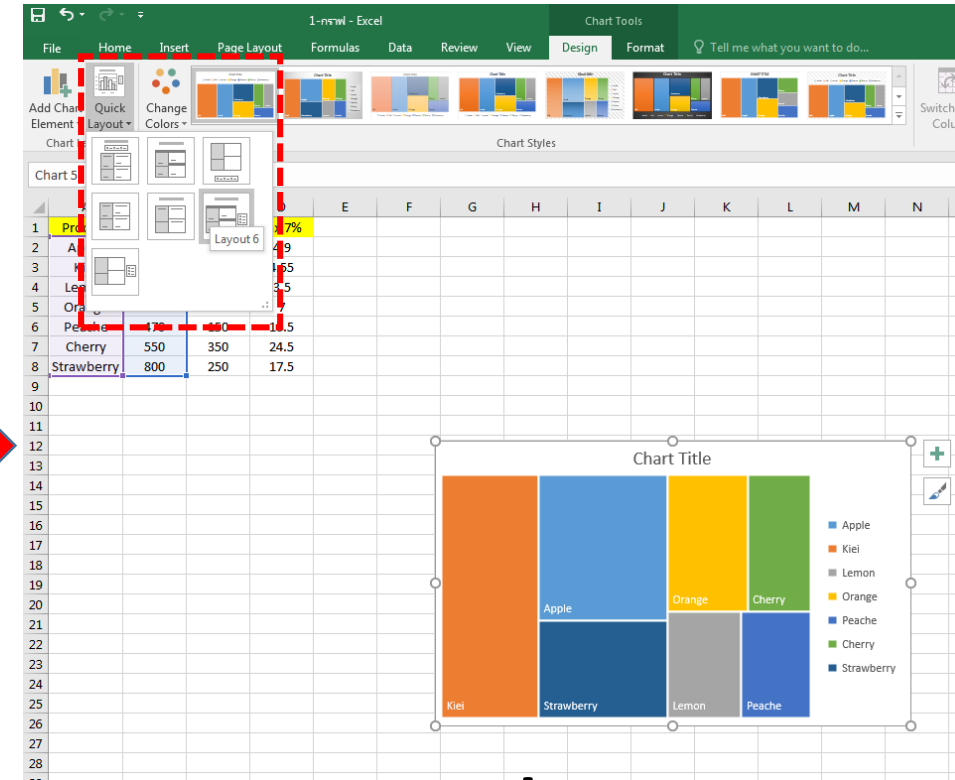 1-กราฟ - Excel
Chart Tools
File Home Insert Page Layout Formulas Data Review View Design Format Tell me what you want to do...
Add Chart Quick Change Switch
Element Layout Colors
Chart Styles
Chart 5
E F G H I J K L M N
Layout 6
1 7%
2
3
4
5
6 Peache 470 150
7 Cherry 550 350 24.5
8 Strawberry 800 250 17.5
9
10
11
12
13
14
15
16
17
18
19
20
21
22
23
24
25
26
27
28
Chart Title
Kiei
Apple
Strawberry
Orange
Cherry
Lemon
Peache
Apple
Kiei
Lemon
Orange
Peache
Cherry
Strawberry